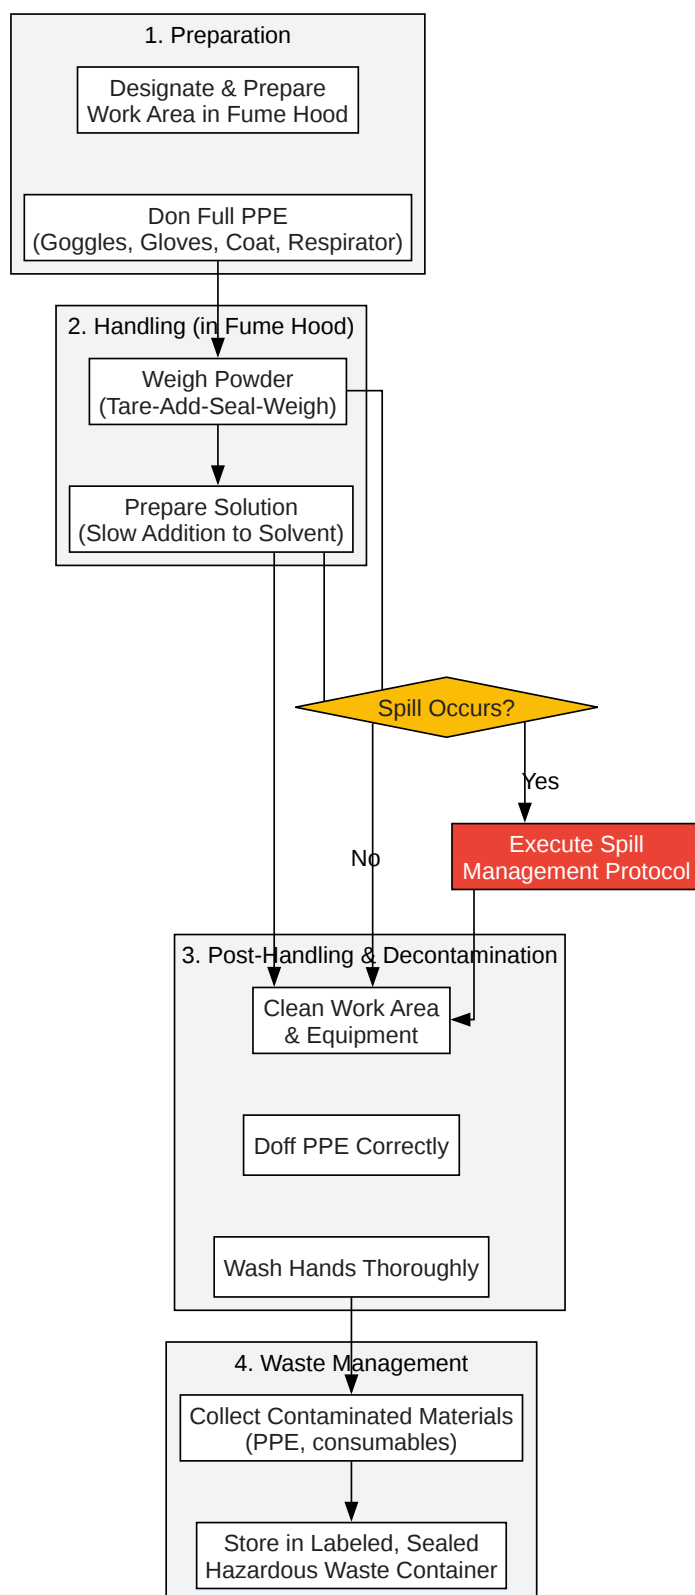 1. Preparation
Designate & Prepare
Work Area in Fume Hood
Don Full PPE
(Goggles, Gloves, Coat, Respirator)
2. Handling (in Fume Hood)
Weigh Powder
(Tare-Add-Seal-Weigh)
Prepare Solution
(Slow Addition to Solvent)
Spill Occurs?
Yes
Execute Spill
Management Protocol
No
3. Post-Handling & Decontamination
Clean Work Area
& Equipment
Doff PPE Correctly
Wash Hands Thoroughly
4. Waste Management
Collect Contaminated Materials
(PPE, consumables)
Store in Labeled, Sealed
Hazardous Waste Container